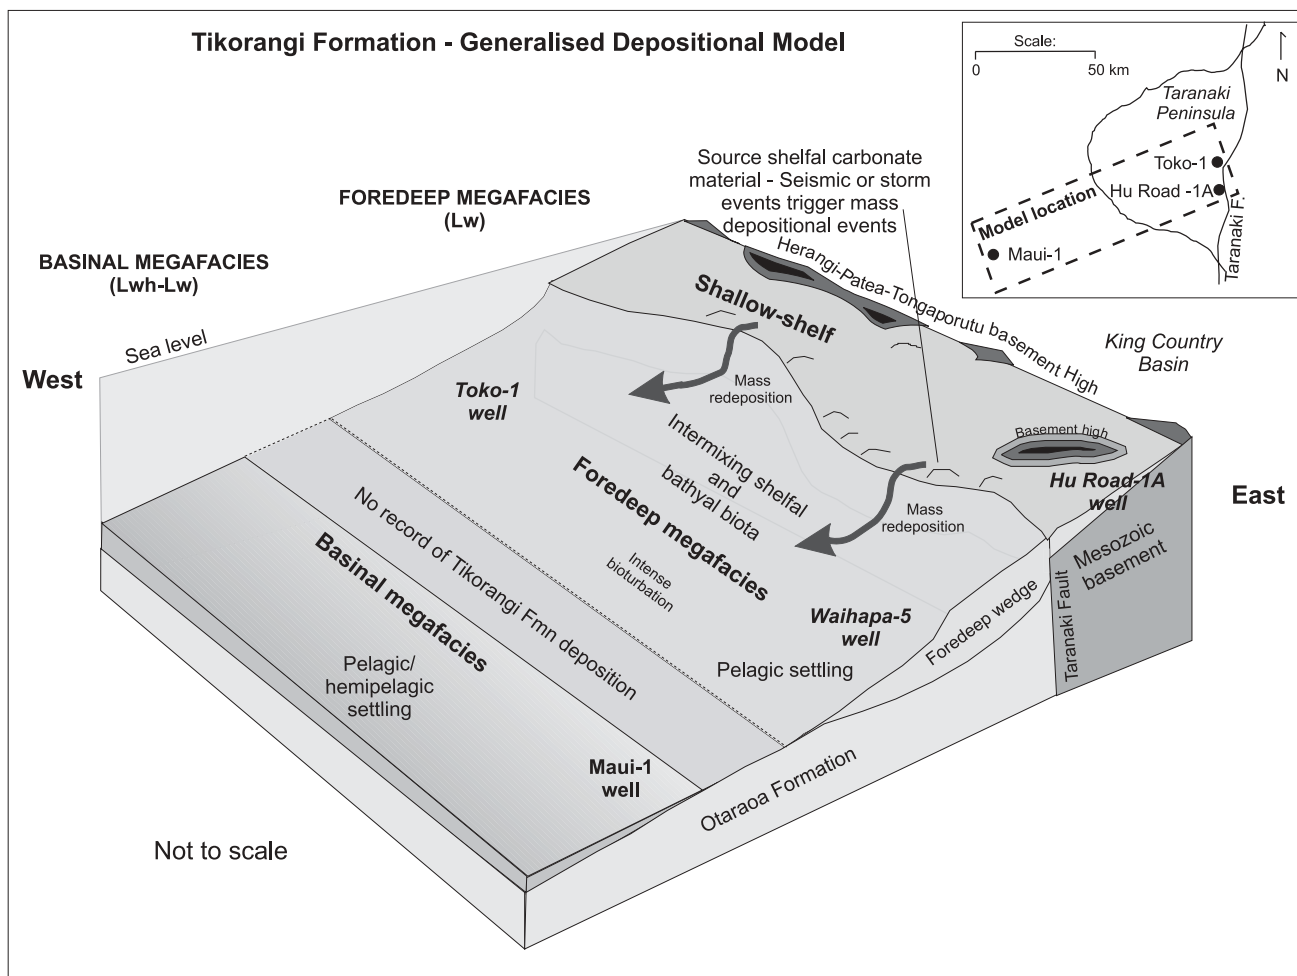 Tikorangi Formation - Generalised Depositional Model
Scale:
0
50 km
N
Taranaki
Peninsula
Toko-1
Hu Road -1A
Model location
Maui-1
Taranaki F.
Source shelfal carbonate
material - Seismic or storm
events trigger mass
depositional events
FOREDEEP MEGAFACIES
(Lw)
BASINAL MEGAFACIES
(Lwh-Lw)
Sea level
West
Herangi-Patea-Tongaporutu basement High
King Country
Basin
Shallow-shelf
Toko-1
well
Mass
redeposition
Intermixing shelfal
and
bathyal biota
Basement high
Hu Road-1A
well
East
Mass
redeposition
Foredeep megafacies
Intense
bioturbation
Mesozoic
basement
Taranaki Fault
Foredeep wedge
Waihapa-5
well
Pelagic settling
No record of Tikorangi Fmn deposition
Basinal megafacies
Pelagic/
hemipelagic
settling
Maui-1
well
Otaraoa Formation
Not to scale